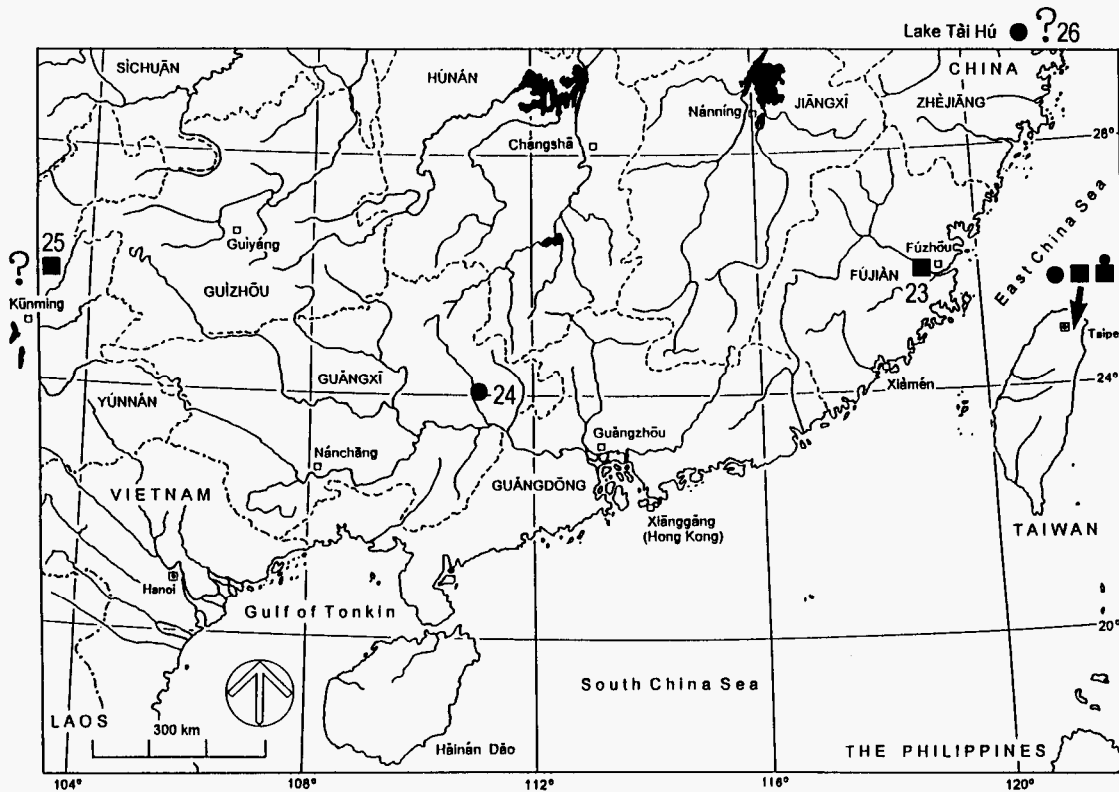 Lake Tài Hú ? 26
SÌCHUĀN
HÚNÁN
CHINA
Nánníng
JIĀNGXĪ
ZHÈJIĀNG
Chángshā
28°
25
Guìyáng
Fúzhōu
East China Sea
?
GUÌZHŌU
FÚJIÀN
23
Kūnmíng
Taipe
GUǍNGXĪ
24
Xiàmén
24°
YÚNNÁN
Guǎngzhōu
Nánchāng
VIETNAM
GUǍNGDŌNG
Xiānggǎng
(Hong Kong)
TAIWAN
Hanoi
Gulf of Tonkin
20°
South China Sea
LAOS
300 km
Hǎinán Dǎo
THE PHILIPPINES
104°
108°
112°
116°
120°